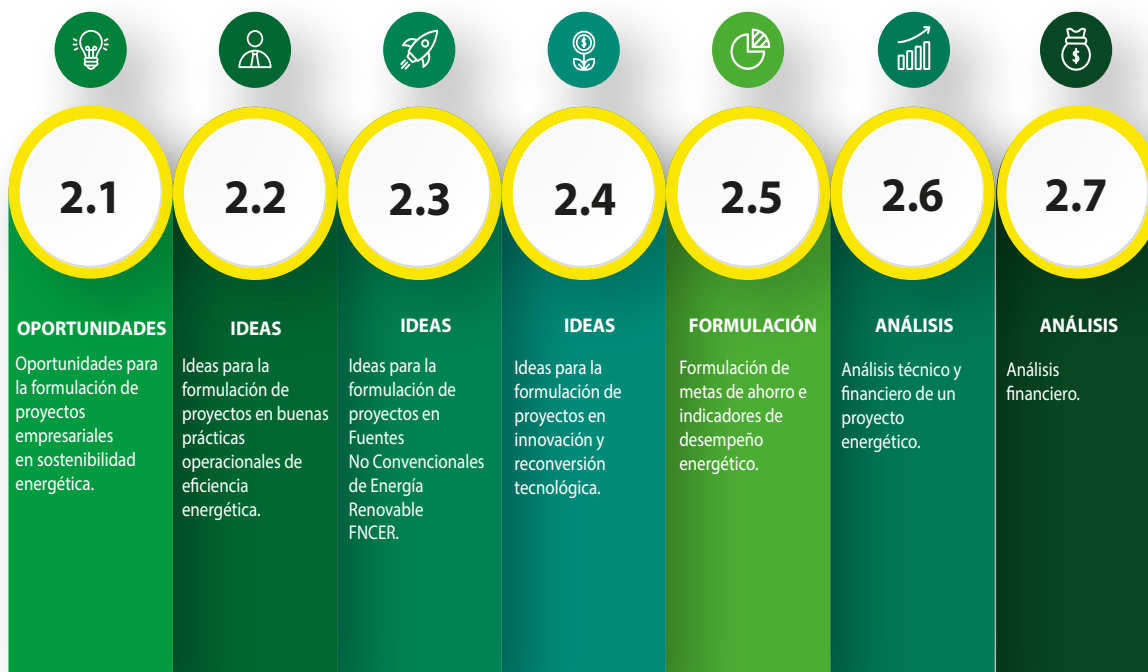 2.1
OPORTUNIDADES
Oportunidades para
la formulación de
proyectos
empresariales
en sostenibilidad
energética.
2.2
IDEAS
Ideas para la
formulación de
proyectos en buenas
prácticas
operacionales de
eficiencia
energética.
2.3
IDEAS
Ideas para la
formulación de
proyectos en
Fuentes
No Convencionales
de Energía
Renovable
FNCER.
2.4
IDEAS
Ideas para la
formulación de
proyectos en
innovación y
reconversión
tecnológica.
2.5
FORMULACIÓN
Formulación de
metas de ahorro e
indicadores de
desempeño
energético.
2.6
ANÁLISIS
Análisis técnico y
financiero de un
proyecto
energético.
2.7
ANÁLISIS
Análisis
financiero.